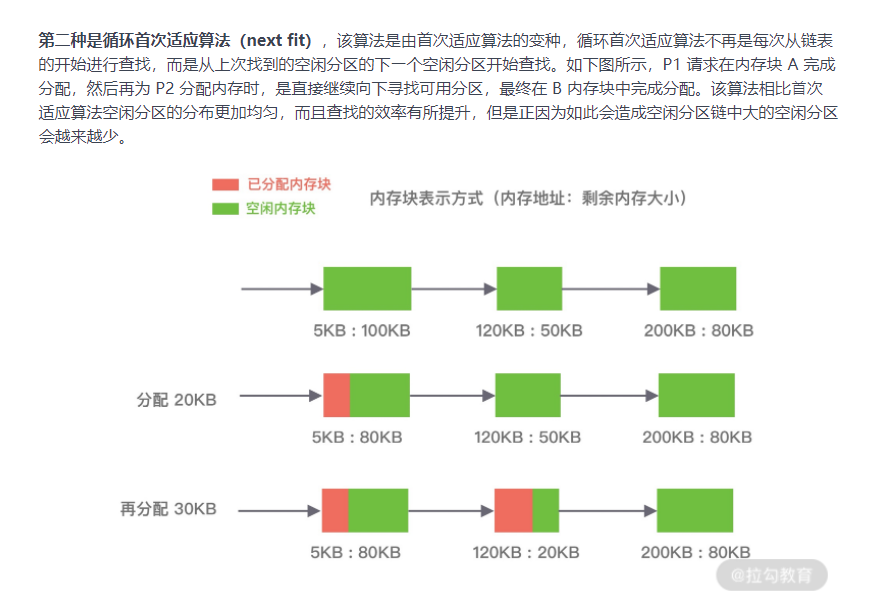 第二种是循环首次适应算法（next fit），该算法是由首次适应算法的变种，循环首次适应算法不再是每次从链表
的开始进行查找，而是从上次找到的空闲分区的下一个空闲分区开始查找。如下图所示，P1 请求在内存块 A 完成
分配，然后再为 P2 分配内存时，是直接继续向下寻找可用分区，最终在 B 内存块中完成分配。该算法相比首次
适应算法空闲分区的分布更加均匀，而且查找的效率有所提升，但是正因为如此会造成空闲分区链中大的空闲分区
会越来越少。
已分配内存块
空闲内存块
内存块表示方式（内存地址：剩余内存大小）
5KB : 100KB 120KB : 50KB 200KB : 80KB
分配 20KB
5KB : 80KB 120KB : 50KB 200KB : 80KB
再分配 30KB
5KB : 80KB 120KB : 20KB 200KB : 80KB
@拉勾教育